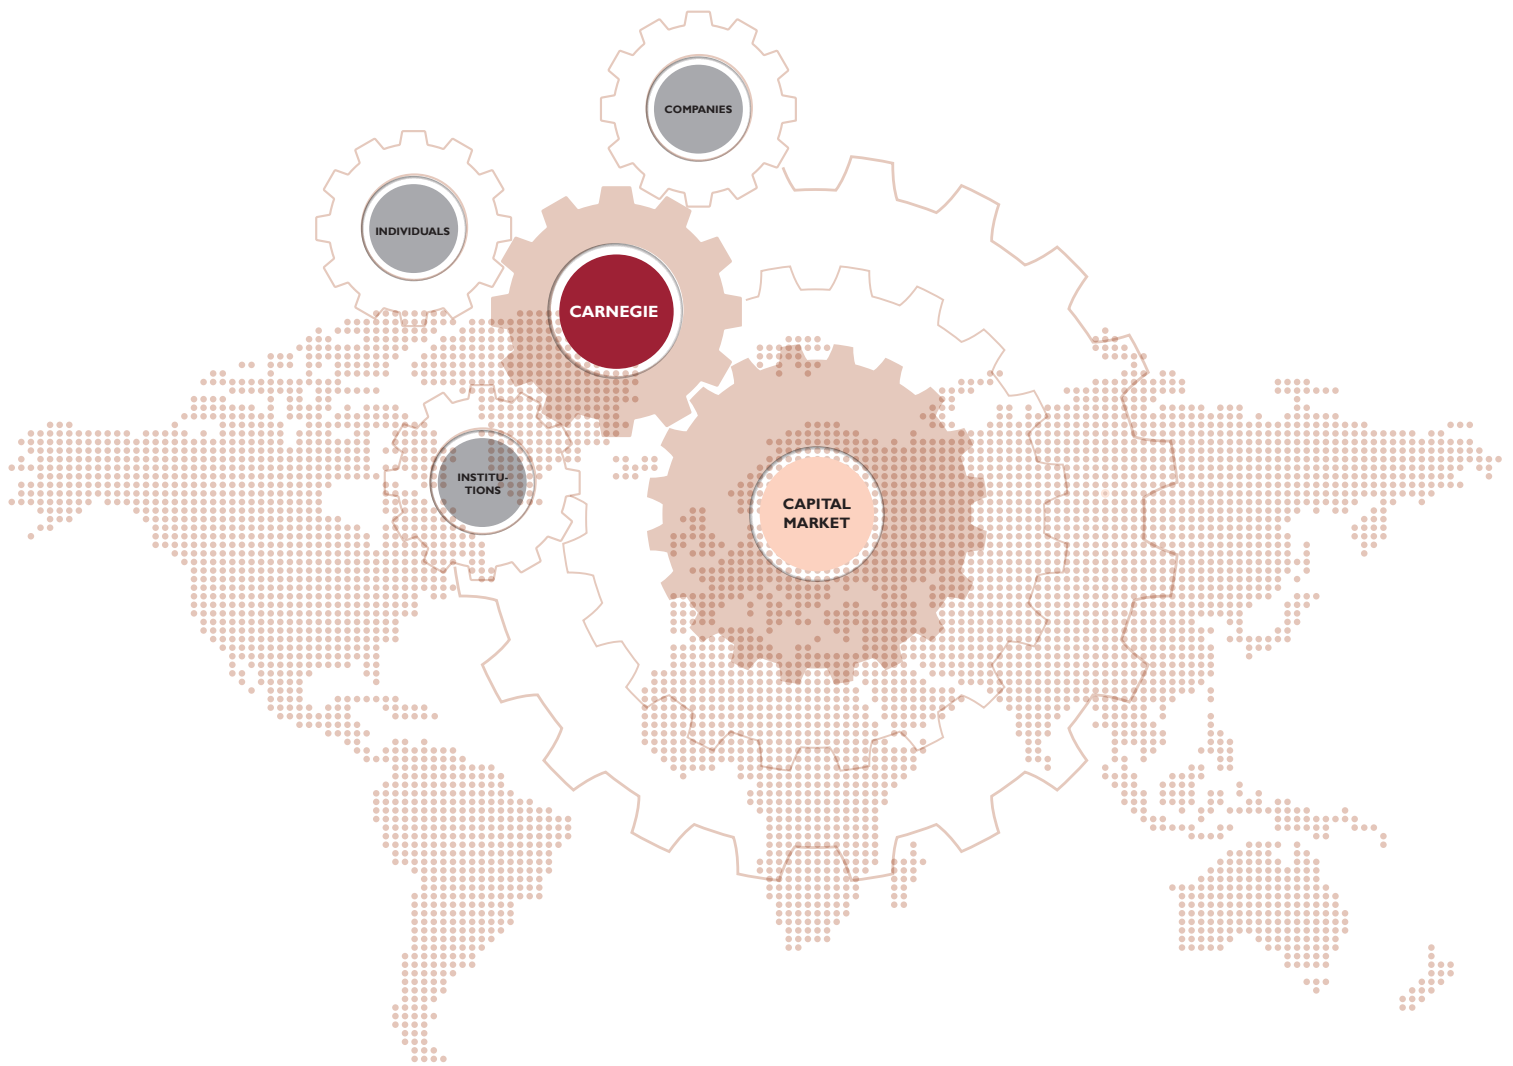 COMPANIES
INDIVIDUALS
CARNEGIE
INSTITU-
TIONS
CAPITAL
MARKET